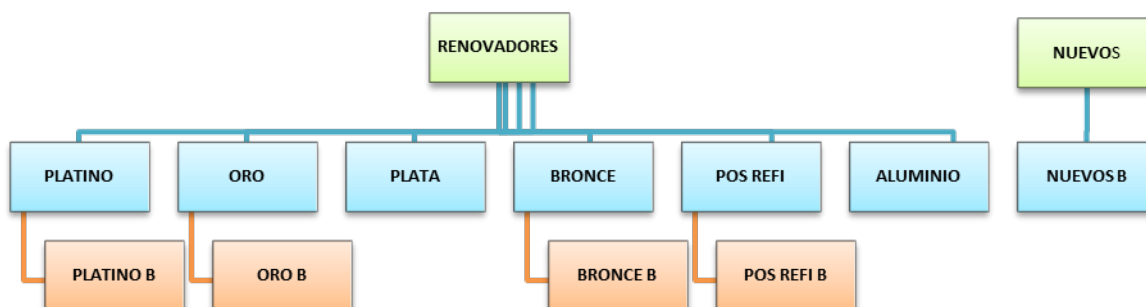 RENOVADORES
NUEVOS
PLATINO
ORO
PLATA
BRONCE
POS REFI
ALUMINIO
NUEVOS B
PLATINO B
ORO B
BRONCE B
POS REFI B